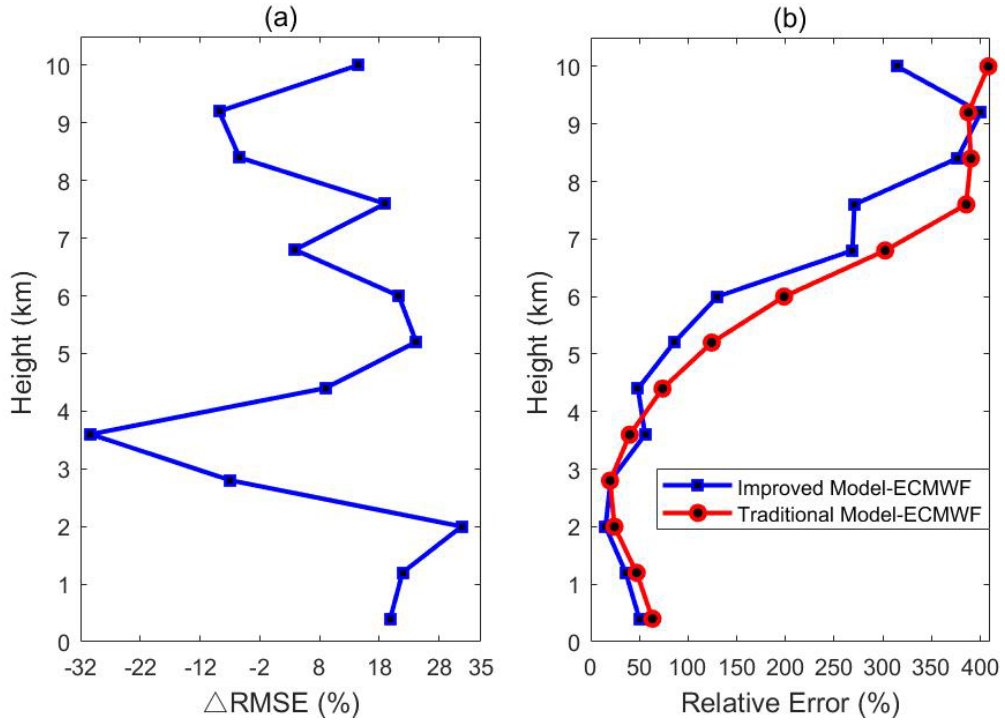 (a)
10
9
8
7
6
5
4
3
2
1
0
Height (km)
-32 -22 -12 -2 8 18 28 35
△RMSE (%)
(b)
10
9
8
7
6
5
4
3
2
1
0
Height (km)
Improved Model-ECMWF
Traditional Model-ECMWF
0 50 100 150 200 250 300 350 400
Relative Error (%)